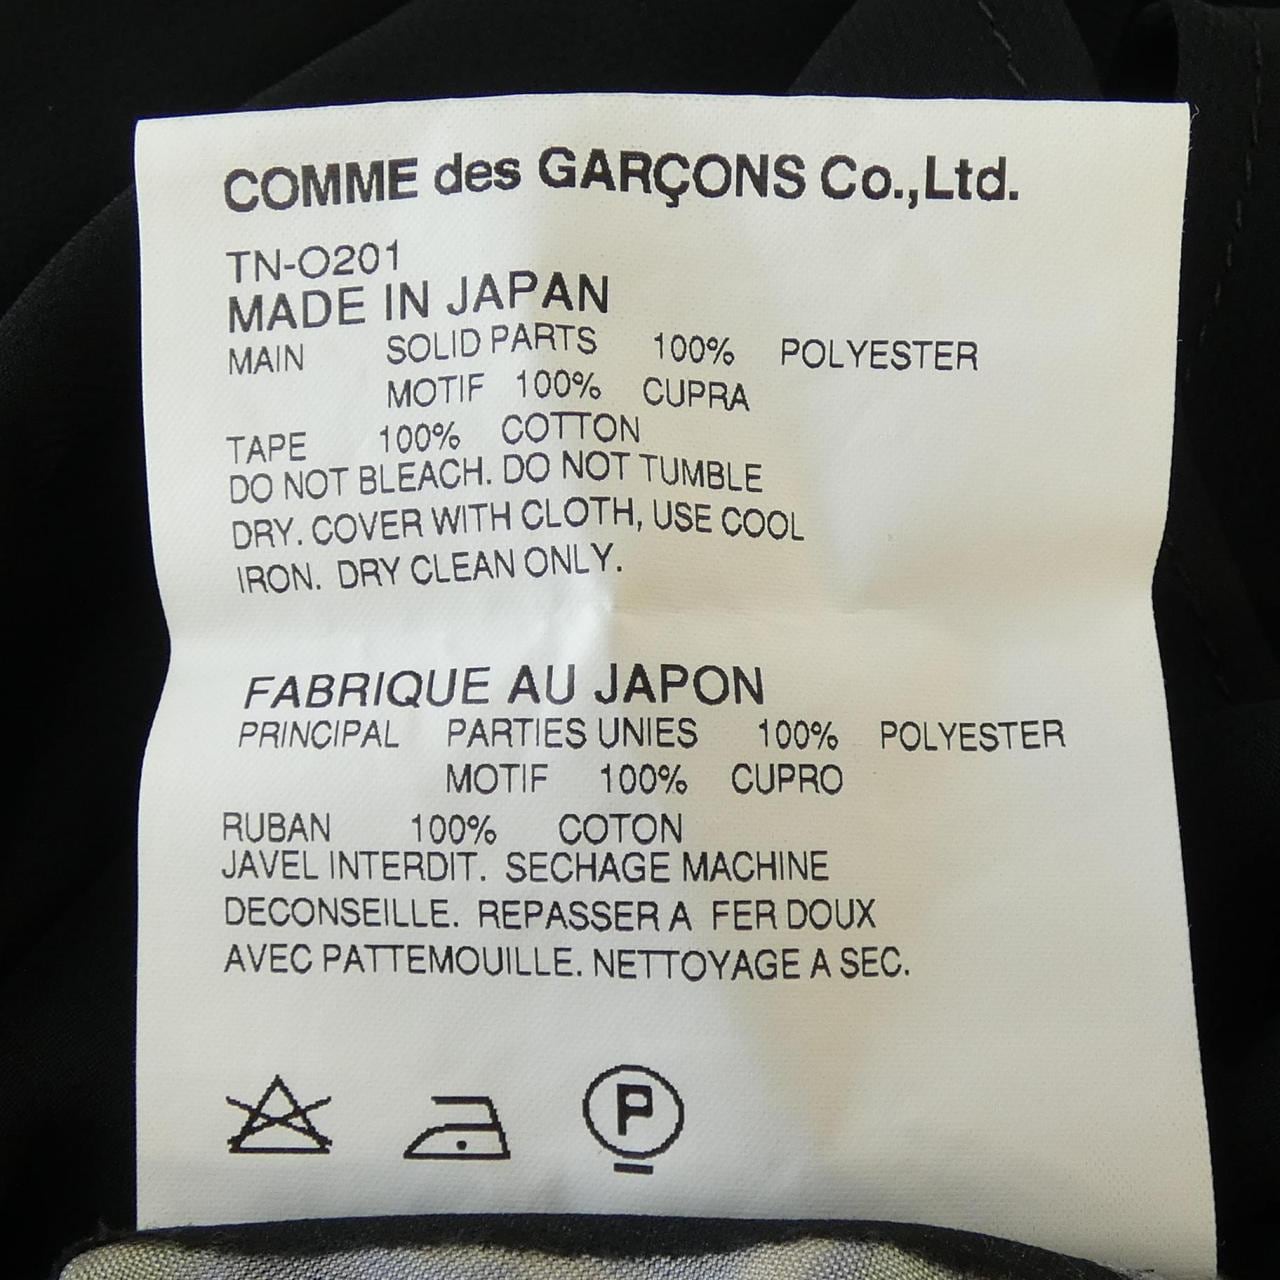 COMME des GARÇONS Co.,Ltd.
TN-O201
MADE IN JAPAN
MAIN SOLID PARTS 100% POLYESTER
MOTIF 100% CUPRA
TAPE 100% COTTON
DO NOT BLEACH. DO NOT TUMBLE
DRY. COVER WITH CLOTH, USE COOL
IRON. DRY CLEAN ONLY.
FABRIQUE AU JAPON
PRINCIPAL PARTIES UNIES 100% POLYESTER
MOTIF 100% CUPRO
RUBAN 100% COTON
JAVEL INTERDIT. SECHAGE MACHINE
DECONSEILLE. REPASSER A FER DOUX
AVEC PATTEMOUILLE. NETTOYAGE A SEC.
P